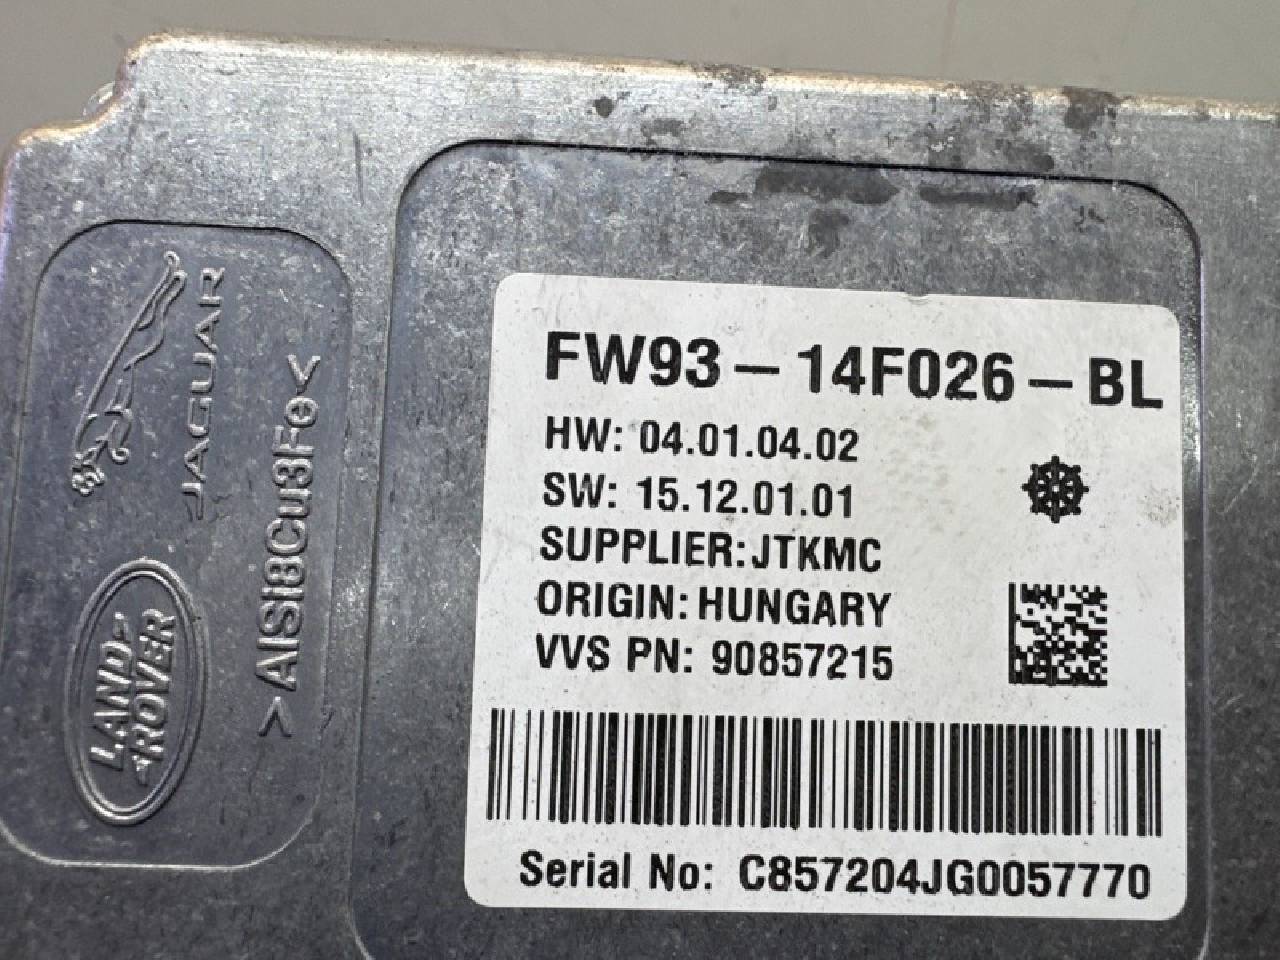 JAGUAR
LAND
ROVER
>AlSi8Cu3Fe<
FW93-14F026-BL
HW: 04.01.04.02
SW: 15.12.01.01
SUPPLIER:JTKMC
ORIGIN: HUNGARY
VVS PN: 90857215
Serial No: C857204JG0057770